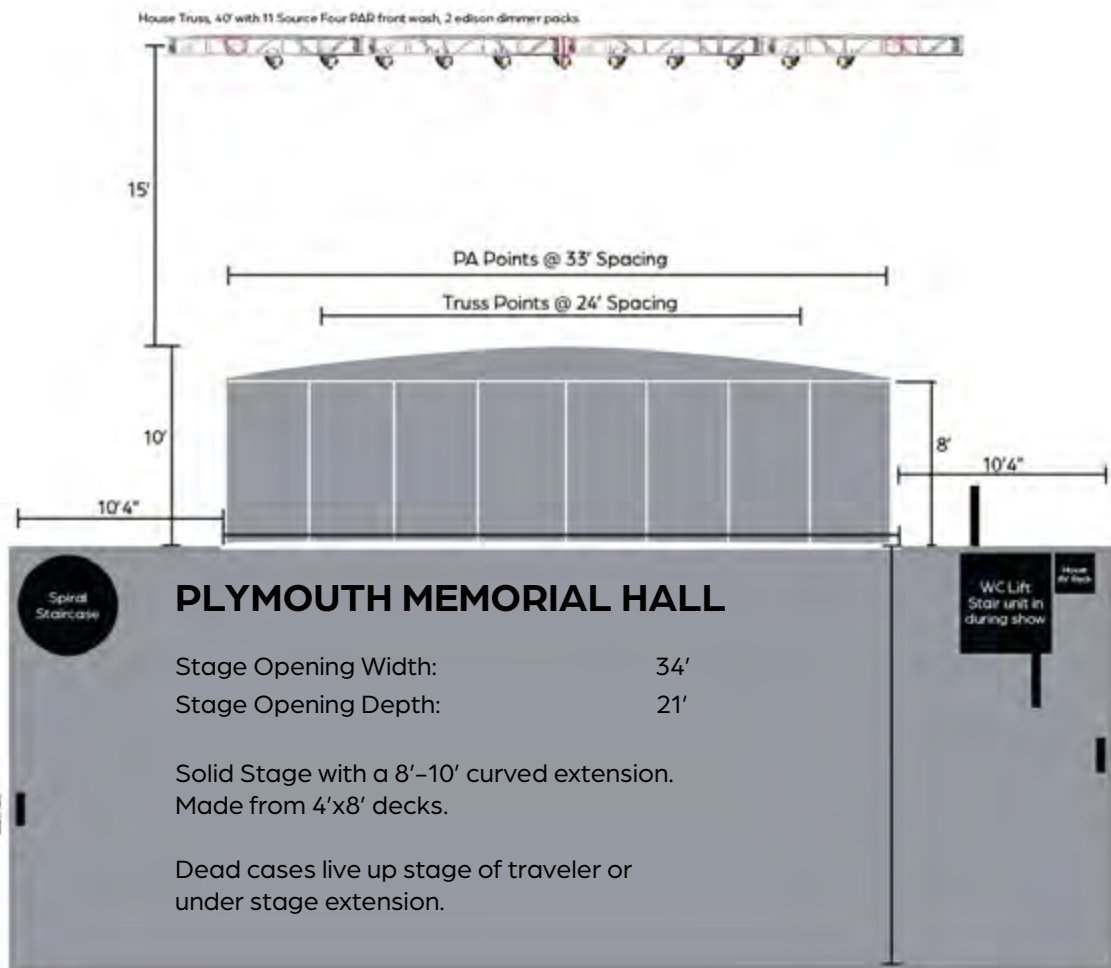 House Truss, 40' with 11 Source Four PAR front wash, 2 edison dimmer packs
15'
PA Points @ 33' Spacing
Truss Points @ 24' Spacing
10'
8'
10'4"
10'4"
Spiral
Staircase
WC Lift
Stair unit in
during show
House
AV Rack
PLYMOUTH MEMORIAL HALL
Stage Opening Width: 34'
Stage Opening Depth: 21'
Solid Stage with a 8'-10' curved extension.
Made from 4'x8' decks.
Dead cases live up stage of traveler or
under stage extension.